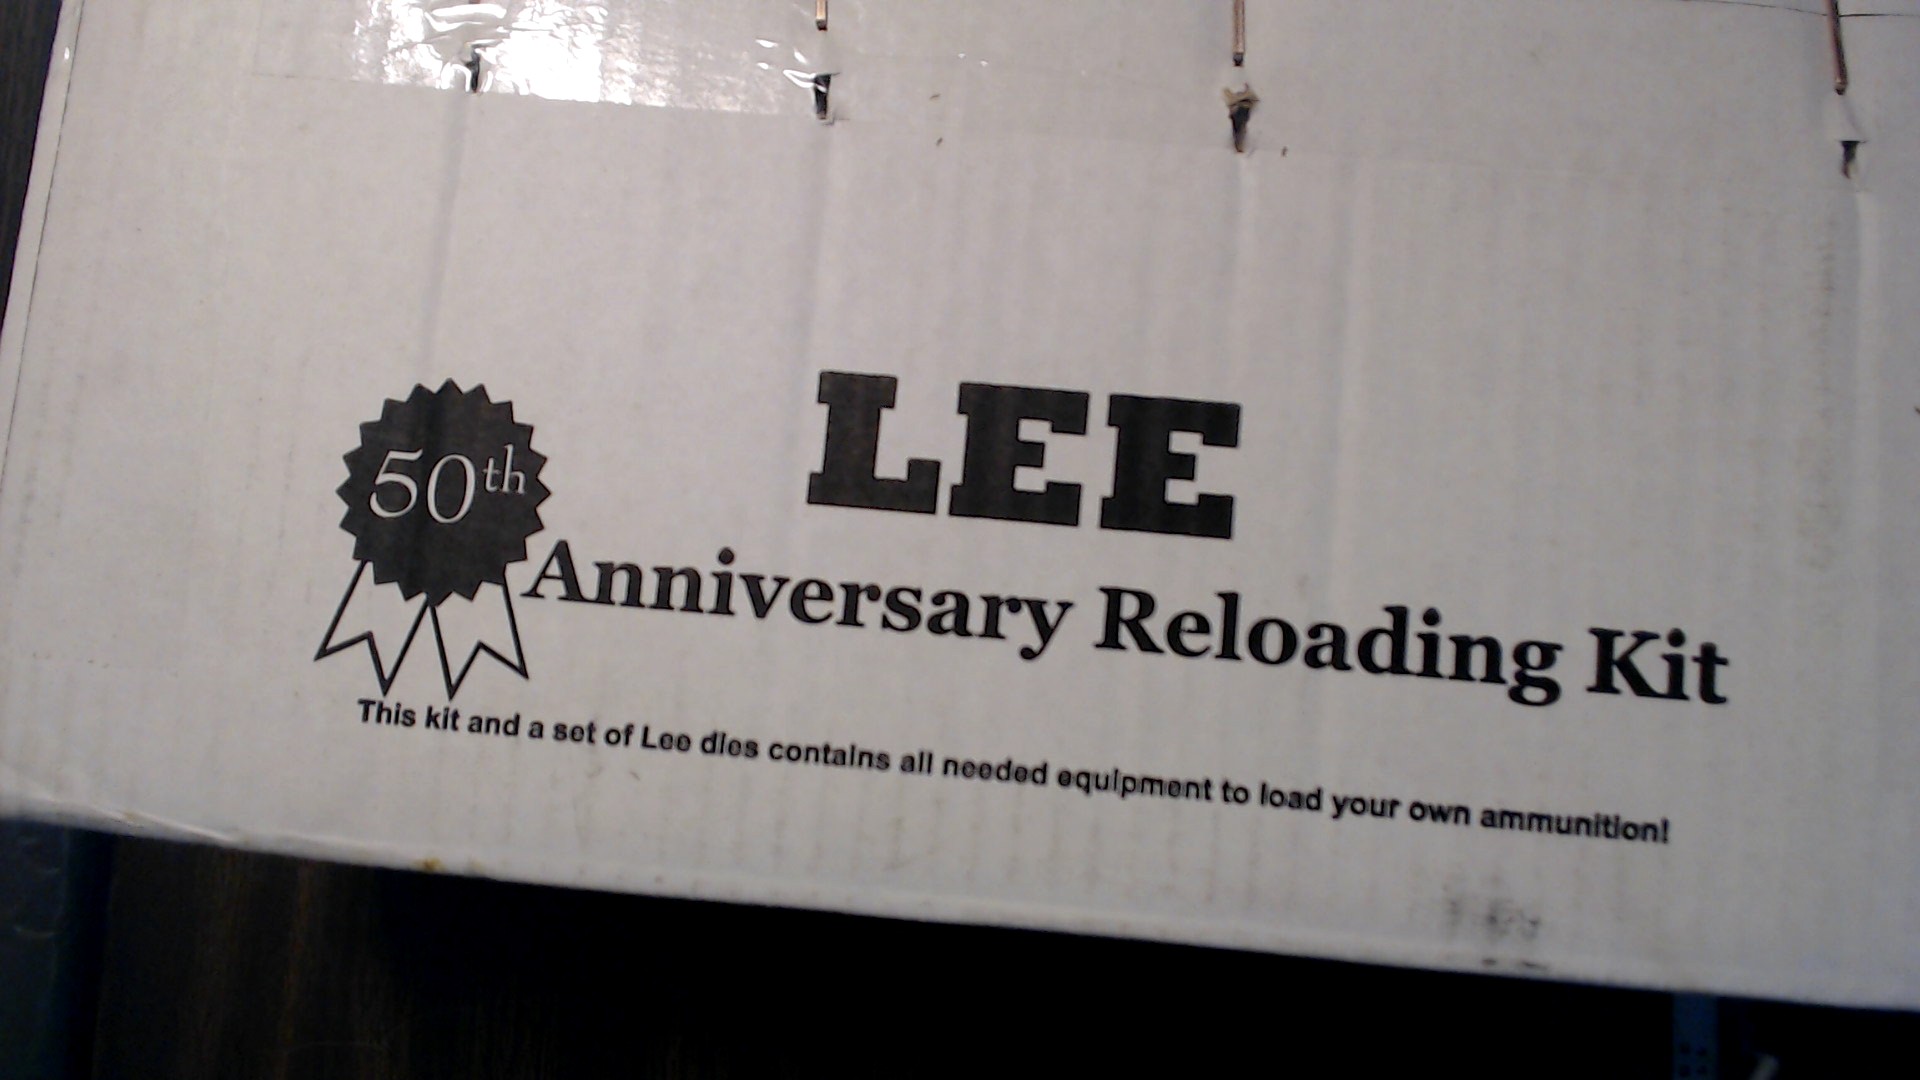 LEE
50th
Anniversary Reloading Kit
This kit and a set of Lee dies contains all needed equipment to load your own ammunition!